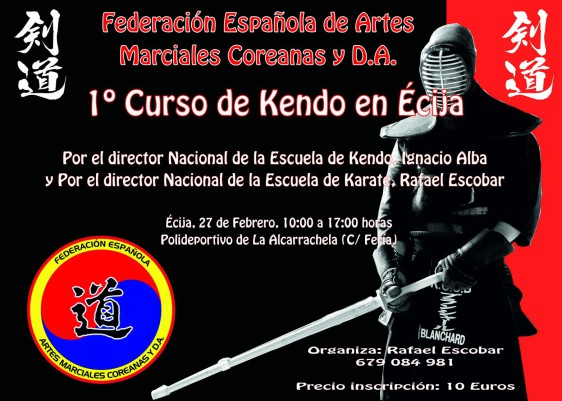 剣道
剣道
Federación Española de Artes
Marciales Coreanas y D.A.
1º Curso de Kendo en Écija
Por el director Nacional de la Escuela de Kendo, Ignacio Alba
y Por el director Nacional de la Escuela de Karate, Rafael Escobar
Écija, 27 de Febrero, 10:00 a 17:00 horas
Polideportivo de La Alcarrachela (C/ Feria)
FEDERACIÓN ESPAÑOLA
道
ARTES MARCIALES COREANAS Y D.A.
BLANCHARD
Organiza: Rafael Escobar
679 084 981
Precio inscripción: 10 Euros